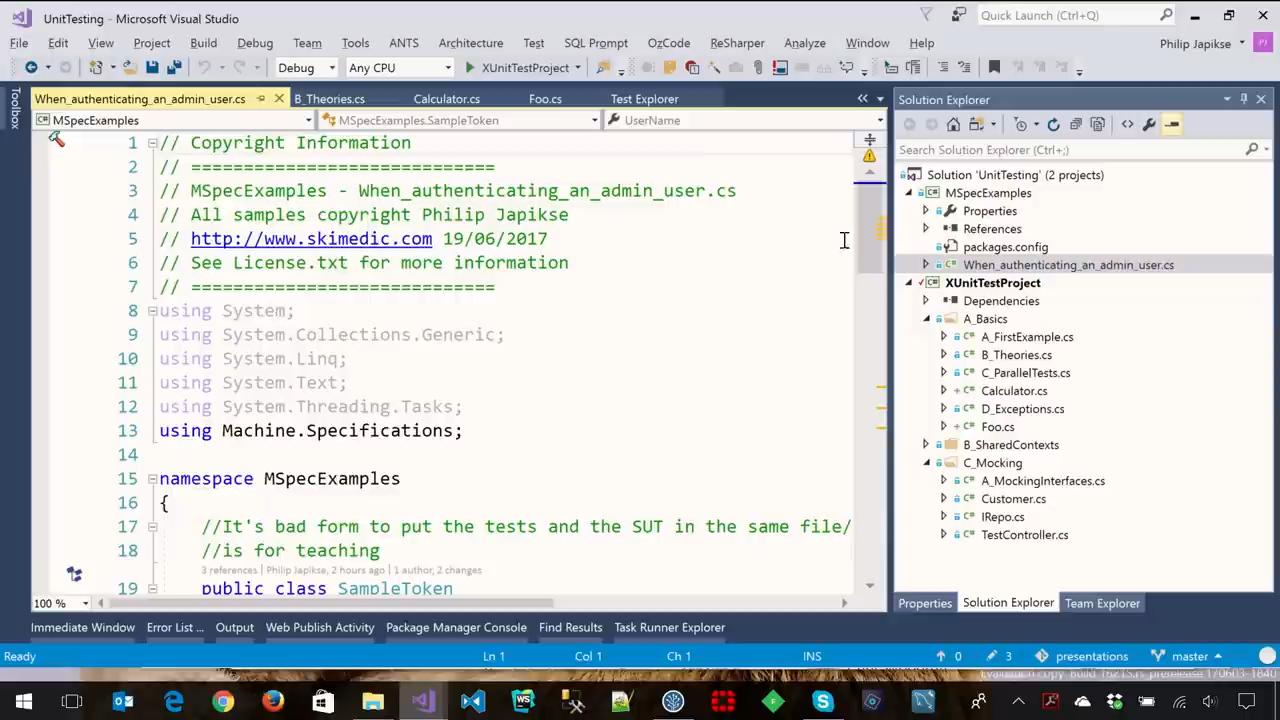 UnitTesting - Microsoft Visual Studio
Quick Launch (Ctrl+Q)
File Edit View Project Build Debug Team Tools ANTS Architecture Test SQL Prompt OzCode ReSharper Analyze Window Help Philip Japikse PJ
Debug Any CPU XUnitTestProject
Toolbox
When_authenticating_an_admin_user.cs B_Theories.cs Calculator.cs Foo.cs Test Explorer
MSpecExamples MSpecExamples.SampleToken UserName
1 // Copyright Information
2 // =============================
3 // MSpecExamples - When_authenticating_an_admin_user.cs
4 // All samples copyright Philip Japikse
5 // http://www.skimedic.com 19/06/2017
6 // See License.txt for more information
7 // =============================
8 using System;
9 using System.Collections.Generic;
10 using System.Linq;
11 using System.Text;
12 using System.Threading.Tasks;
13 using Machine.Specifications;
14
15 namespace MSpecExamples
16 {
17 //It's bad form to put the tests and the SUT in the same file/
18 //is for teaching
3 references | Philip Japikse, 2 hours ago | 1 author, 2 changes
19 public class SampleToken
100 %
Solution Explorer
Search Solution Explorer (Ctrl+;)
Solution 'UnitTesting' (2 projects)
MSpecExamples
Properties
References
packages.config
When_authenticating_an_admin_user.cs
XUnitTestProject
Dependencies
A_Basics
A_FirstExample.cs
B_Theories.cs
C_ParallelTests.cs
Calculator.cs
D_Exceptions.cs
Foo.cs
B_SharedContexts
C_Mocking
A_MockingInterfaces.cs
Customer.cs
IRepo.cs
TestController.cs
Properties Solution Explorer Team Explorer
Immediate Window Error List ... Output Web Publish Activity Package Manager Console Find Results Task Runner Explorer
Ready Ln 1 Col 1 Ch 1 INS 0 3 presentations master
Evaluation copy. Build 16215.rs_prerelease.170603-1840